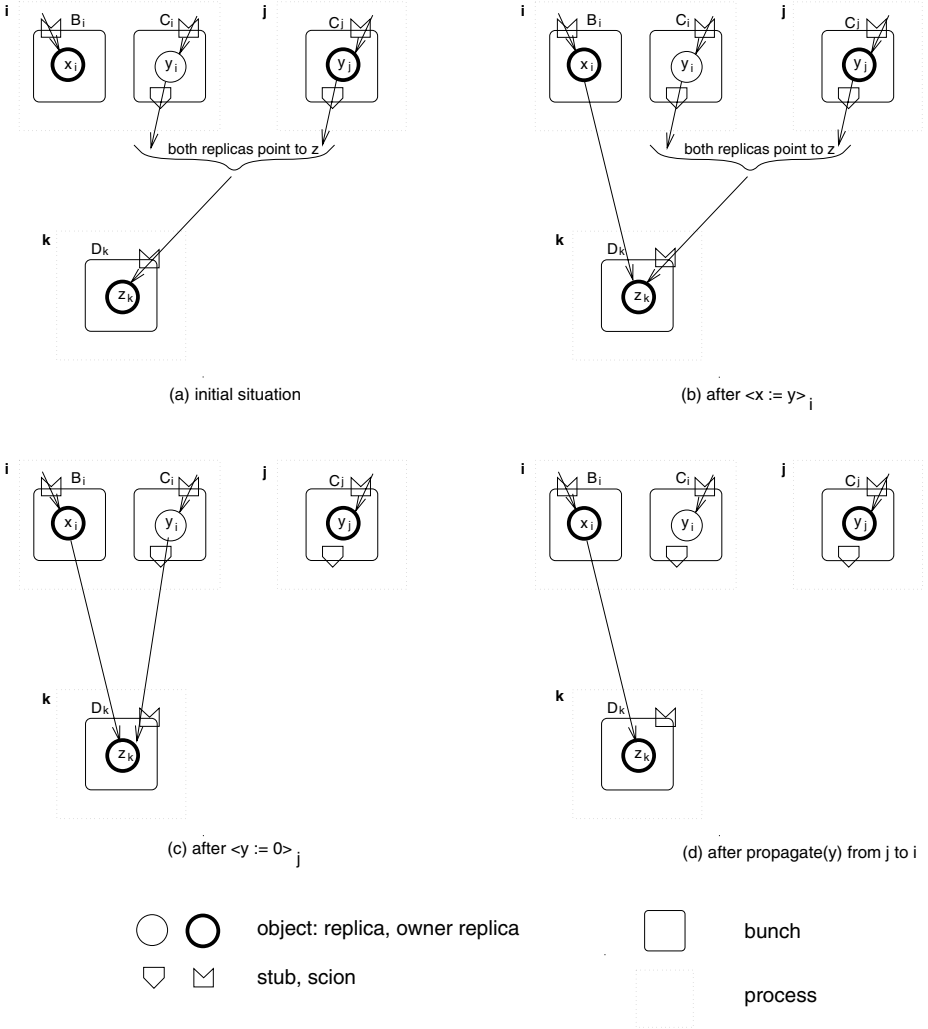 i
B i
C i
j
C j
x i
y i
y j
both replicas point to z
k
D k
z k
(a) initial situation
i
B i
C i
j
C j
x i
y i
y j
both replicas point to z
k
D k
z k
(b) after <x := y> i
i
B i
C i
j
C j
x i
y i
y j
k
D k
z k
(c) after <y := 0> j
i
B i
C i
j
C j
x i
y i
y j
k
D k
z k
(d) after propagate(y) from j to i
object: replica, owner replica
bunch
stub, scion
process